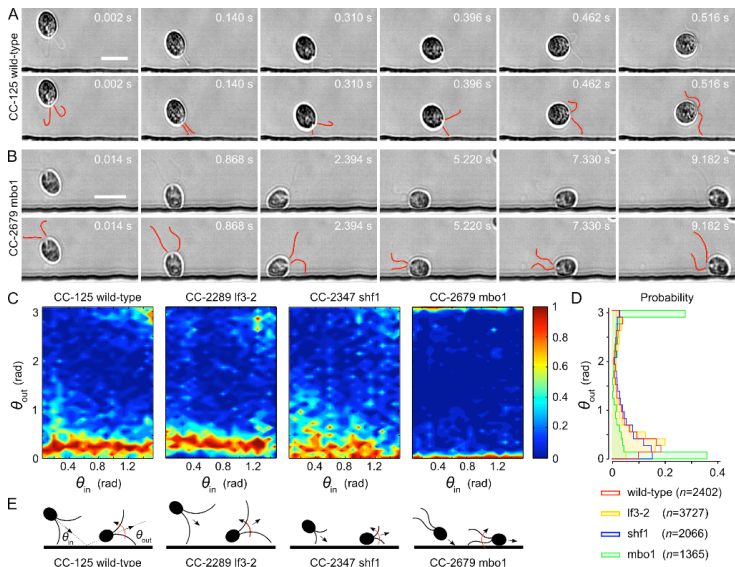 A
CC-125 wild-type
0.002 s 0.140 s 0.310 s 0.396 s 0.462 s 0.516 s
0.002 s 0.140 s 0.310 s 0.396 s 0.462 s 0.516 s
B
CC-2679 mbo1
0.014 s 0.868 s 2.394 s 5.220 s 7.330 s 9.182 s
0.014 s 0.868 s 2.394 s 5.220 s 7.330 s 9.182 s
C
CC-125 wild-type CC-2289 lf3-2 CC-2347 shf1 CC-2679 mbo1
θout (rad)
3
2
1
0
0.4 0.8 1.2 0.4 0.8 1.2 0.4 0.8 1.2 0.4 0.8 1.2
θin (rad) θin (rad) θin (rad) θin (rad)
1
0.8
0.6
0.4
0.2
0
D
Probability
θout (rad)
3
2
1
0
0 0.2 0.4
wild-type (n=2402)
lf3-2 (n=3727)
shf1 (n=2066)
mbo1 (n=1365)
E
θin θout
CC-125 wild-type CC-2289 lf3-2 CC-2347 shf1 CC-2679 mbo1